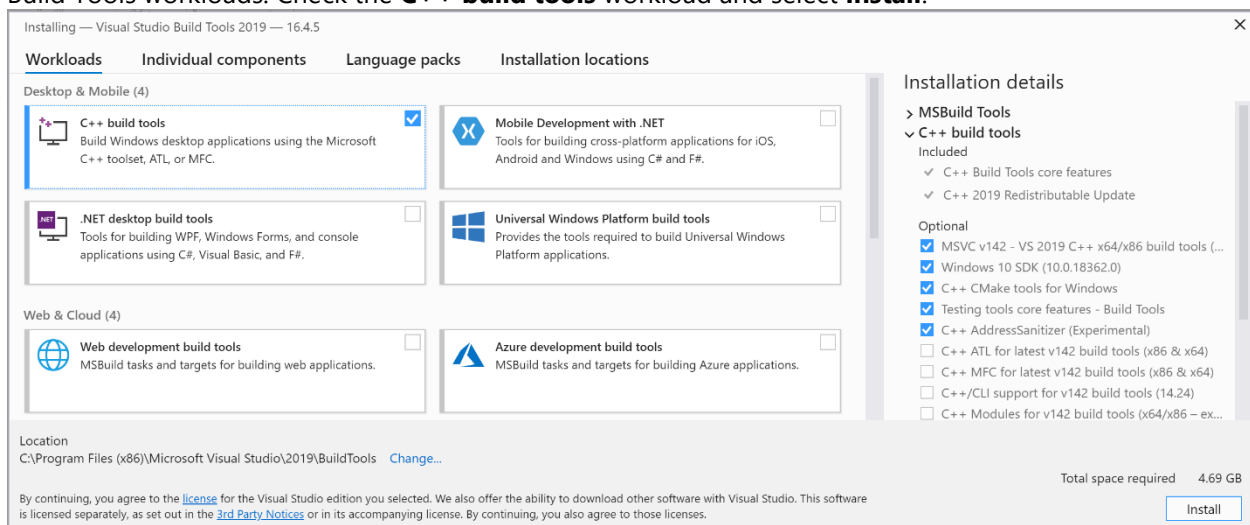 Build Tools workloads. Check the C++ build tools workload and select Install.
Installing — Visual Studio Build Tools 2019 — 16.4.5
Workloads Individual components Language packs Installation locations
Desktop & Mobile (4)
C++ build tools
Build Windows desktop applications using the Microsoft
C++ toolset, ATL, or MFC.
Mobile Development with .NET
Tools for building cross-platform applications for iOS,
Android and Windows using C# and F#.
.NET
.NET desktop build tools
Tools for building WPF, Windows Forms, and console
applications using C#, Visual Basic, and F#.
Universal Windows Platform build tools
Provides the tools required to build Universal Windows
Platform applications.
Web & Cloud (4)
Web development build tools
MSBuild tasks and targets for building web applications.
Azure development build tools
MSBuild tasks and targets for building Azure applications.
Installation details
MSBuild Tools
C++ build tools
Included
C++ Build Tools core features
C++ 2019 Redistributable Update
Optional
MSVC v142 - VS 2019 C++ x64/x86 build tools (...
Windows 10 SDK (10.0.18362.0)
C++ CMake tools for Windows
Testing tools core features - Build Tools
C++ AddressSanitizer (Experimental)
C++ ATL for latest v142 build tools (x86 & x64)
C++ MFC for latest v142 build tools (x86 & x64)
C++/CLI support for v142 build tools (14.24)
C++ Modules for v142 build tools (x64/x86 – ex...
Location
C:\Program Files (x86)\Microsoft Visual Studio\2019\BuildTools Change...
Total space required 4.69 GB
By continuing, you agree to the license for the Visual Studio edition you selected. We also offer the ability to download other software with Visual Studio. This software
is licensed separately, as set out in the 3rd Party Notices or in its accompanying license. By continuing, you also agree to those licenses.
Install